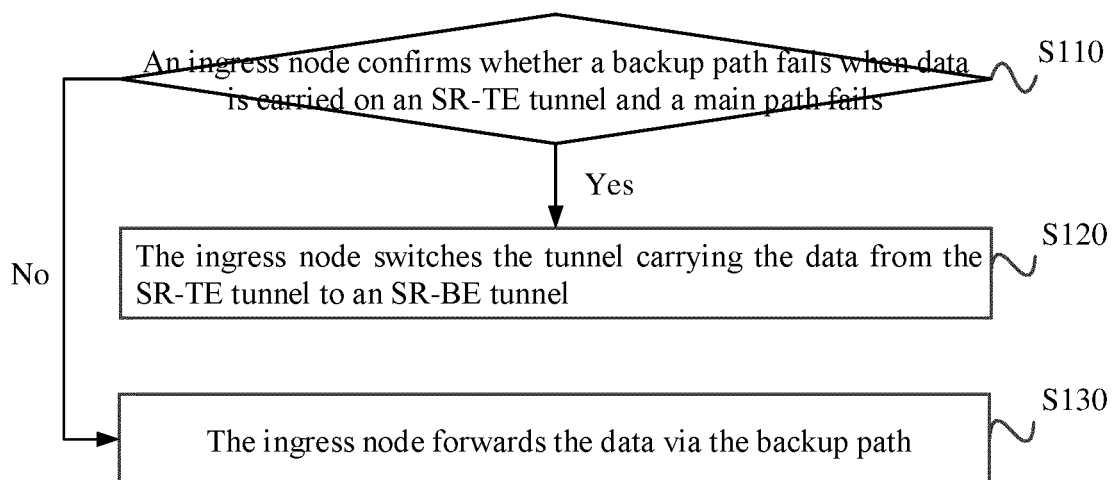 An ingress node confirms whether a backup path fails when data
is carried on an SR-TE tunnel and a main path fails
S110
Yes
The ingress node switches the tunnel carrying the data from the
SR-TE tunnel to an SR-BE tunnel
S120
No
The ingress node forwards the data via the backup path
S130